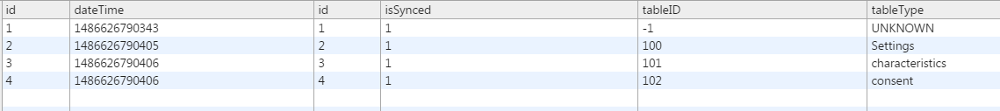 id dateTime id isSynced tableID tableType
1 1486626790343 1 1 -1 UNKNOWN
2 1486626790405 2 1 100 Settings
3 1486626790406 3 1 101 characteristics
4 1486626790406 4 1 102 consent